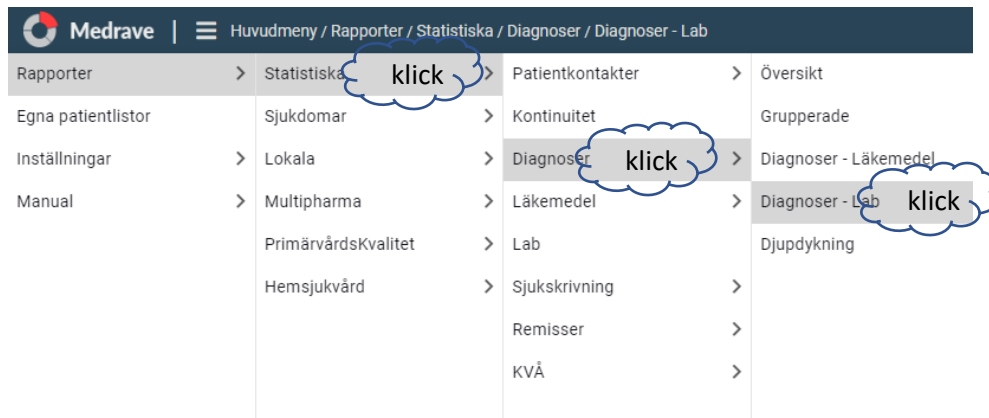 Medrave | Huvudmeny / Rapporter / Statistiska / Diagnoser / Diagnoser - Lab
Rapporter
Egna patientlistor
Inställningar
Manual
Statistiska klick
Sjukdomar
Lokala
Multipharma
PrimärvårdsKvalitet
Hemsjukvård
Patientkontakter
Kontinuitet
Diagnoser klick
Läkemedel
Lab
Sjukskrivning
Remisser
KVÅ
Översikt
Grupperade
Diagnoser - Läkemedel
Diagnoser - Lab klick
Djupdykning